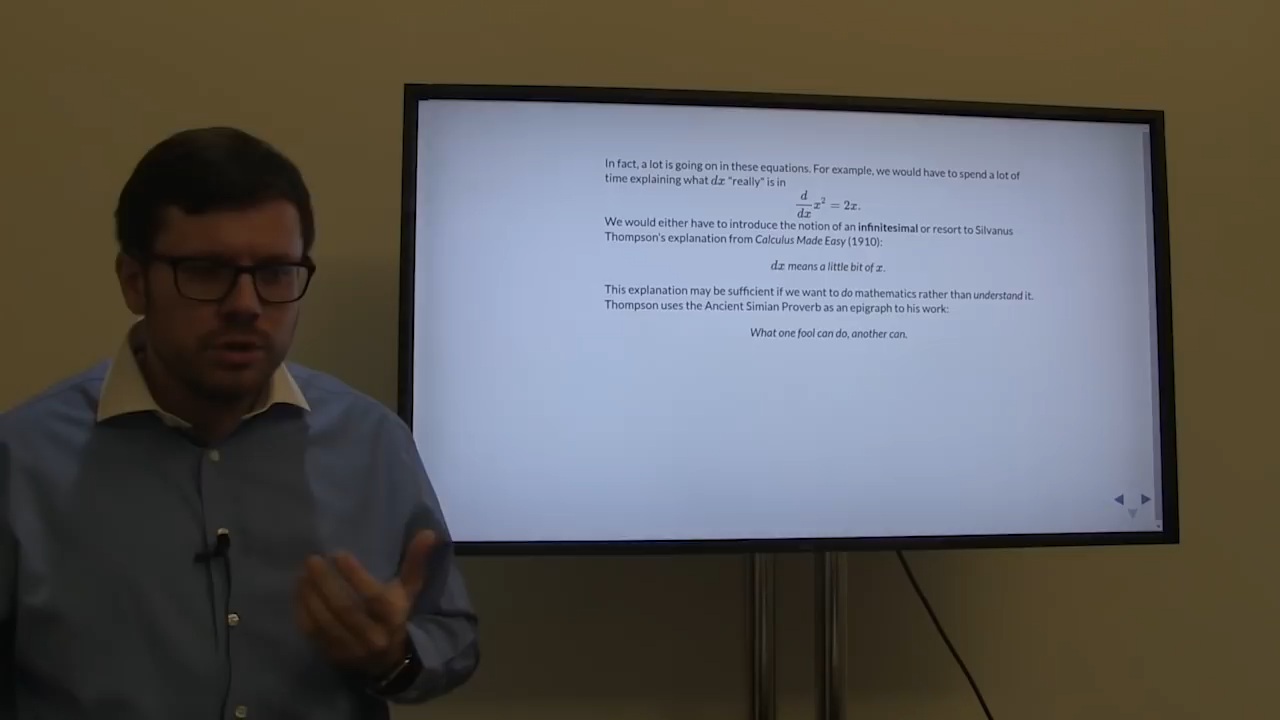 In fact, a lot is going on in these equations. For example, we would have to spend a lot of
time explaining what dx "really" is in
d/dx x² = 2x.
We would either have to introduce the notion of an infinitesimal or resort to Silvanus
Thompson's explanation from Calculus Made Easy (1910):
dx means a little bit of x.
This explanation may be sufficient if we want to do mathematics rather than understand it.
Thompson uses the Ancient Simian Proverb as an epigraph to his work:
What one fool can do, another can.